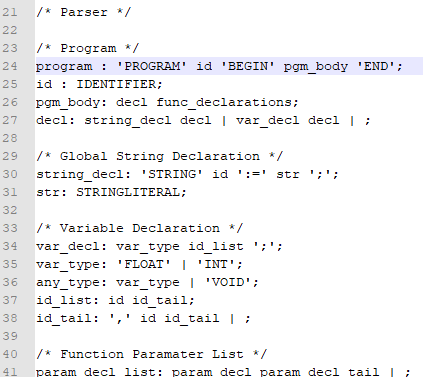 21 /* Parser */
22
23 /* Program */
24 program : 'PROGRAM' id 'BEGIN' pgm_body 'END';
25 id : IDENTIFIER;
26 pgm_body: decl func_declarations;
27 decl: string_decl decl | var_decl decl | ;
28
29 /* Global String Declaration */
30 string_decl: 'STRING' id ':=' str ';';
31 str: STRINGLITERAL;
32
33 /* Variable Declaration */
34 var_decl: var_type id_list ';';
35 var_type: 'FLOAT' | 'INT';
36 any_type: var_type | 'VOID';
37 id_list: id id_tail;
38 id_tail: ',' id id_tail | ;
39
40 /* Function Paramater List */
41 param_decl_list: param_decl param_decl_tail | ;